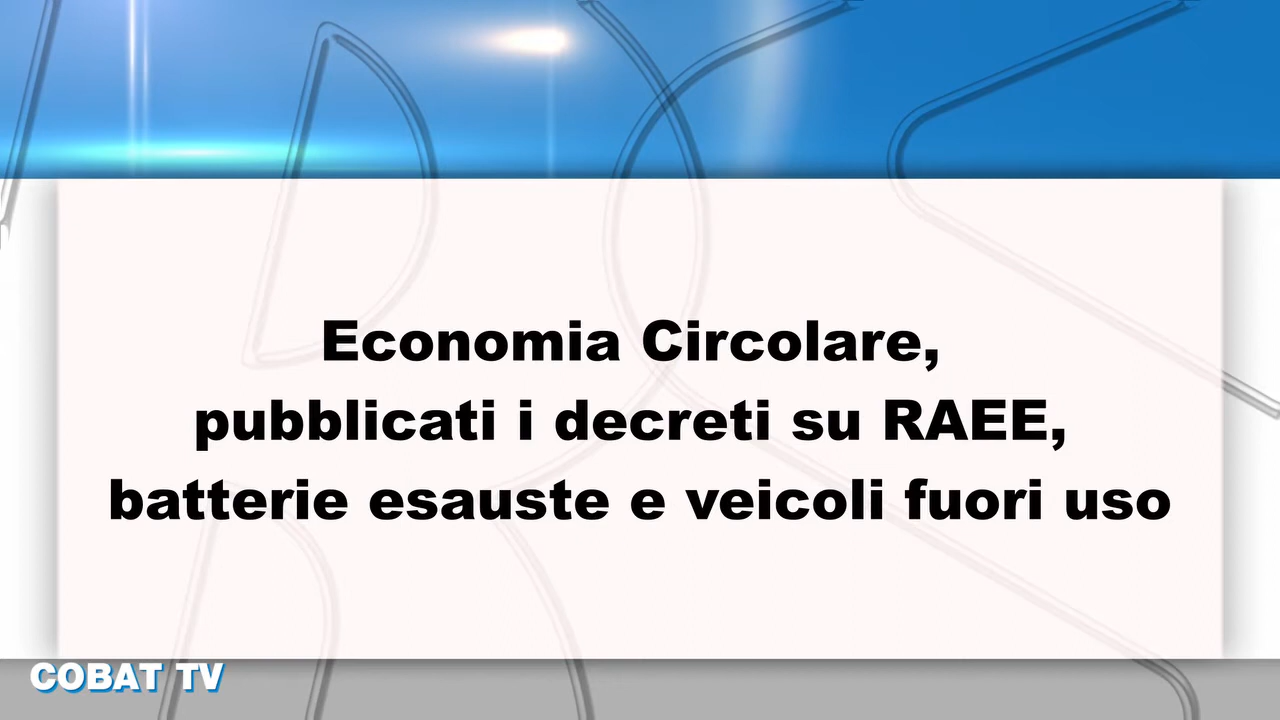 Economia Circolare,
pubblicati i decreti su RAEE,
batterie esauste e veicoli fuori uso
COBAT TV